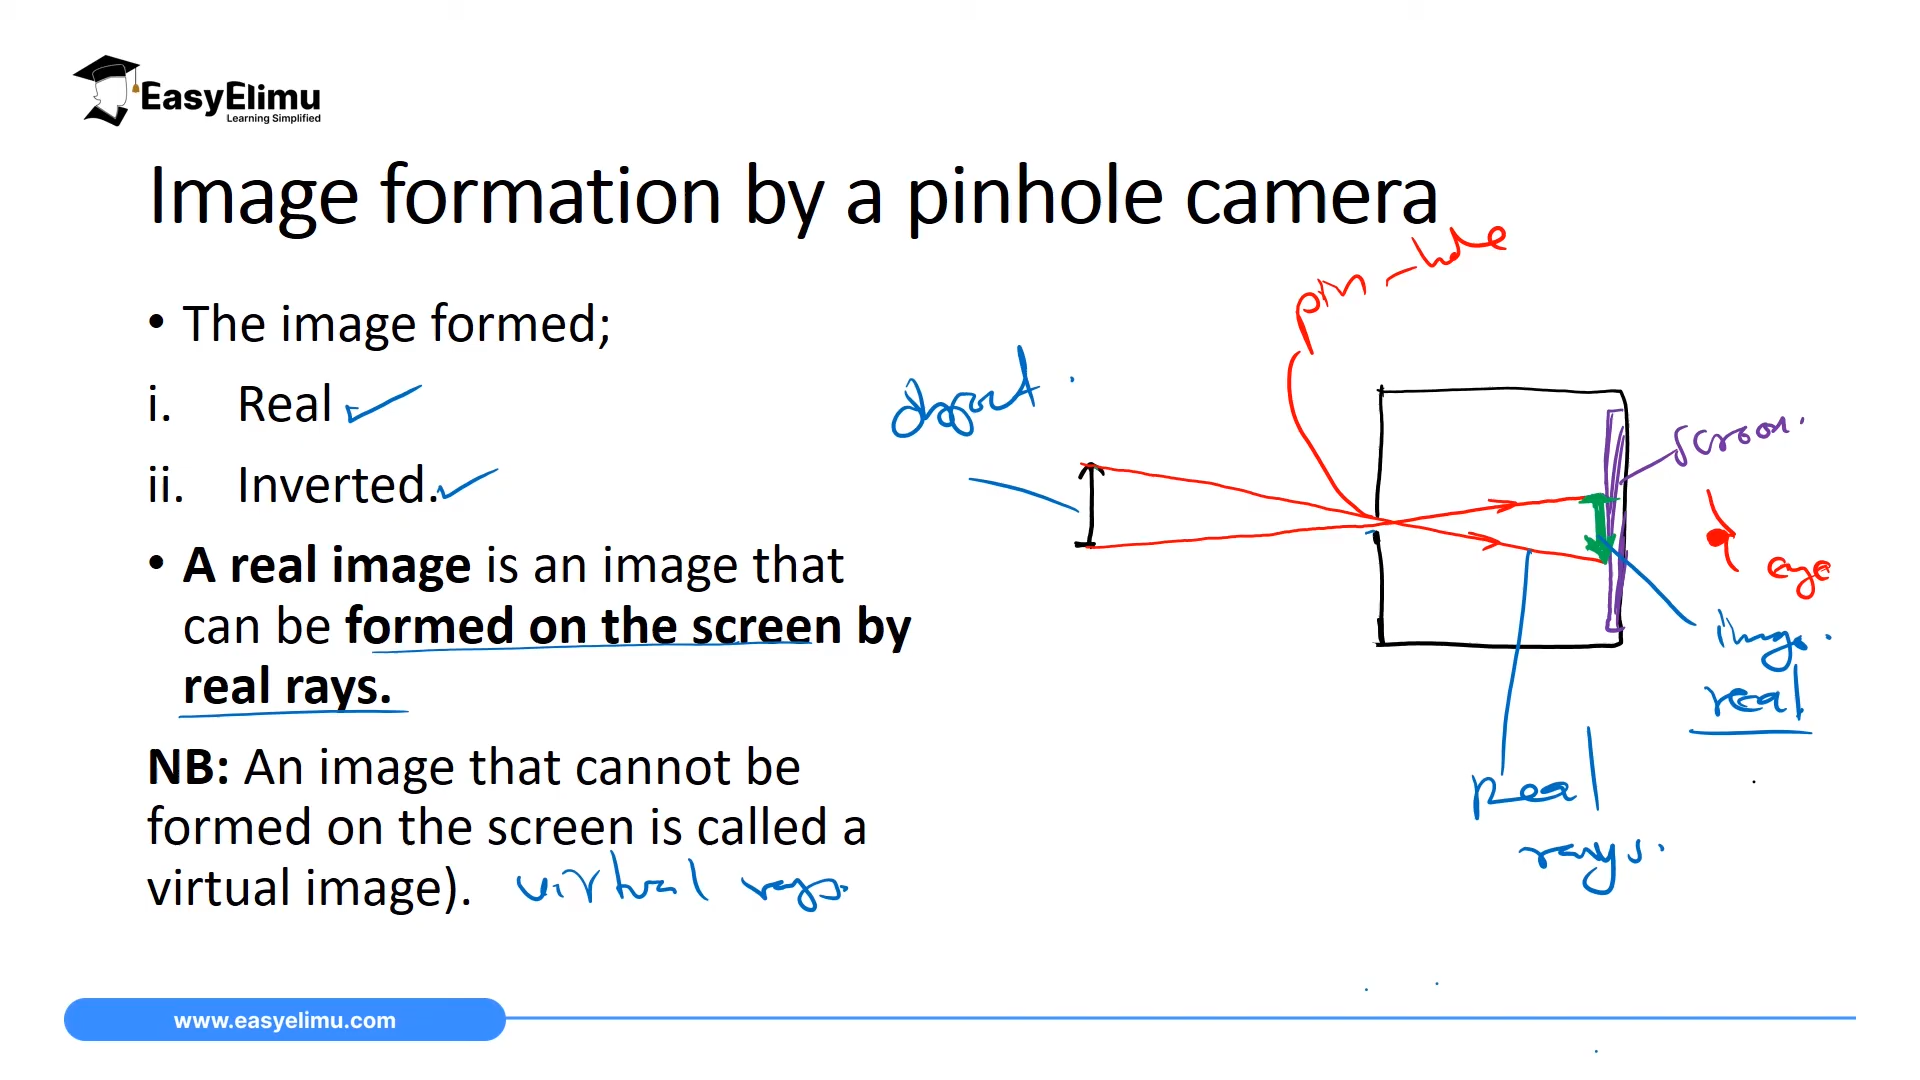 EasyElimu
Learning Simplified
Image formation by a pinhole camera
• The image formed;
i. Real
ii. Inverted.
• A real image is an image that
can be formed on the screen by
real rays.
NB: An image that cannot be
formed on the screen is called a
virtual image).
virtual rays.
object.
pin-hole
screen.
eye
image.
real
Real
rays.
www.easyelimu.com